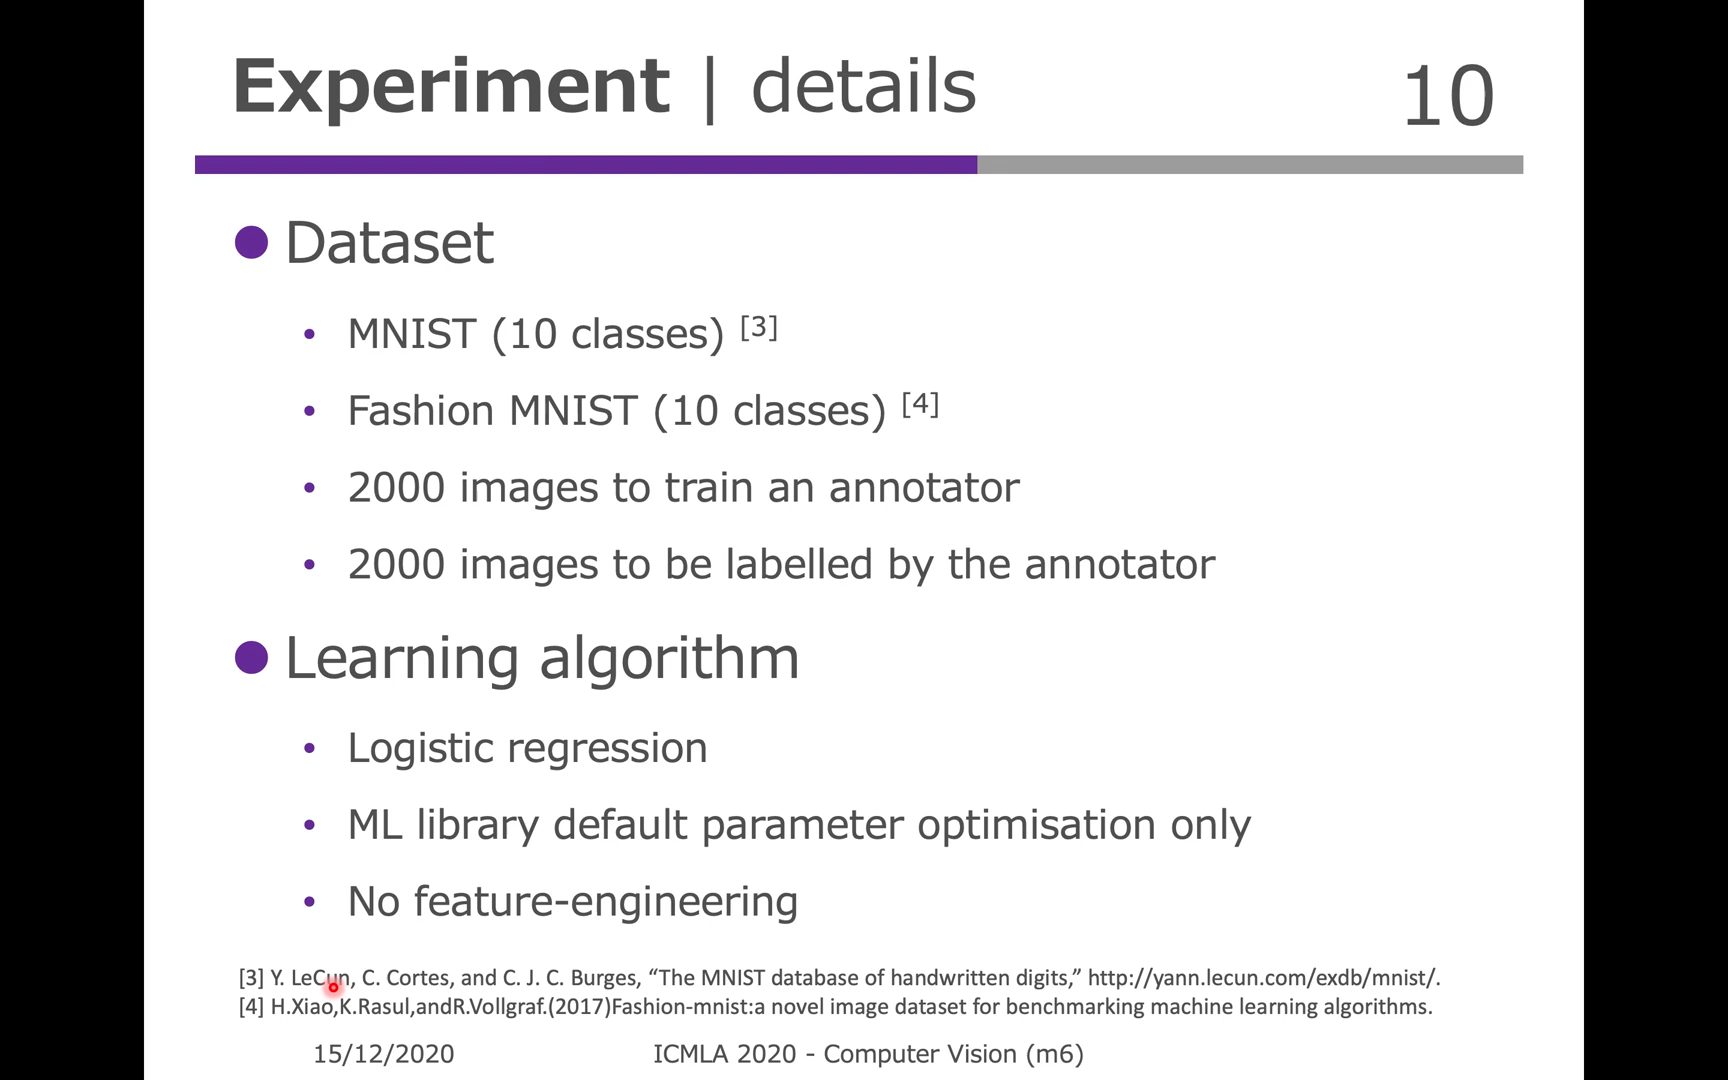 Experiment | details
10
Dataset
MNIST (10 classes) [3]
Fashion MNIST (10 classes) [4]
2000 images to train an annotator
2000 images to be labelled by the annotator
Learning algorithm
Logistic regression
ML library default parameter optimisation only
No feature-engineering
[3] Y. LeCun, C. Cortes, and C. J. C. Burges, “The MNIST database of handwritten digits,” http://yann.lecun.com/exdb/mnist/.
[4] H.Xiao,K.Rasul,andR.Vollgraf.(2017)Fashion-mnist:a novel image dataset for benchmarking machine learning algorithms.
15/12/2020
ICMLA 2020 - Computer Vision (m6)